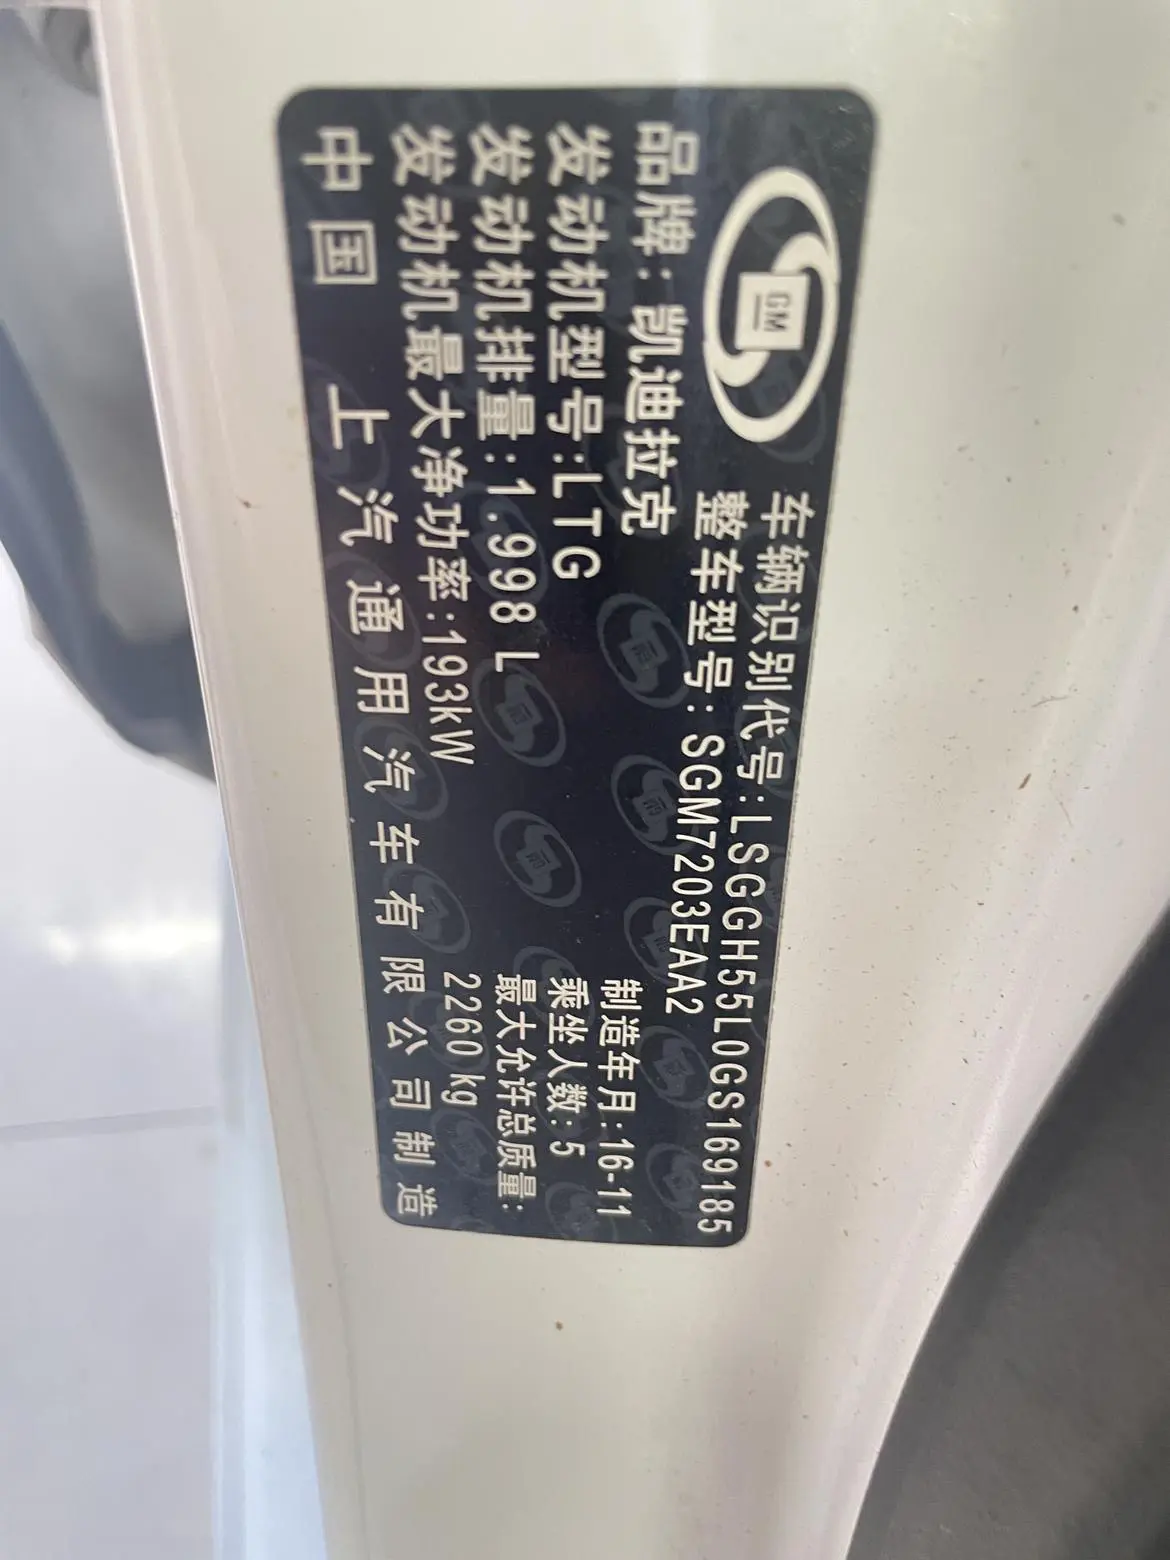 GM
车辆识别代号:LSGGH55L0GS169185
整车型号:SGM7203EAA2
品牌:凯迪拉克
发动机型号:LTG
制造年月:16-11
发动机排量:1.998 L
乘坐人数:5
发动机最大净功率:193kW
最大允许总质量:
2260kg
中国 上汽通用汽车有限公司制造